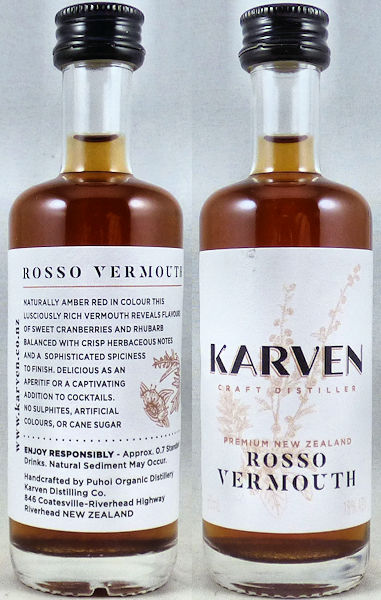 ROSSO VERMOUTH
NATURALLY AMBER RED IN COLOUR THIS
LUSCIOUSLY RICH VERMOUTH REVEALS FLAVOURS
OF SWEET CRANBERRIES AND RHUBARB
BALANCED WITH CRISP HERBACEOUS NOTES
AND A SOPHISTICATED SPICINESS
TO FINISH. DELICIOUS AS AN
APERITIF OR A CAPTIVATING
ADDITION TO COCKTAILS.
NO SULPHITES, ARTIFICIAL
COLOURS, OR CANE SUGAR
www.karven.co.nz
ENJOY RESPONSIBLY - Approx. 0.7 Standard
Drinks. Natural Sediment May Occur.
Handcrafted by Puhoi Organic Distillery
Karven Distilling Co.
846 Coatesville-Riverhead Highway
Riverhead NEW ZEALAND
KARVEN
CRAFT DISTILLER
PREMIUM NEW ZEALAND
ROSSO
VERMOUTH